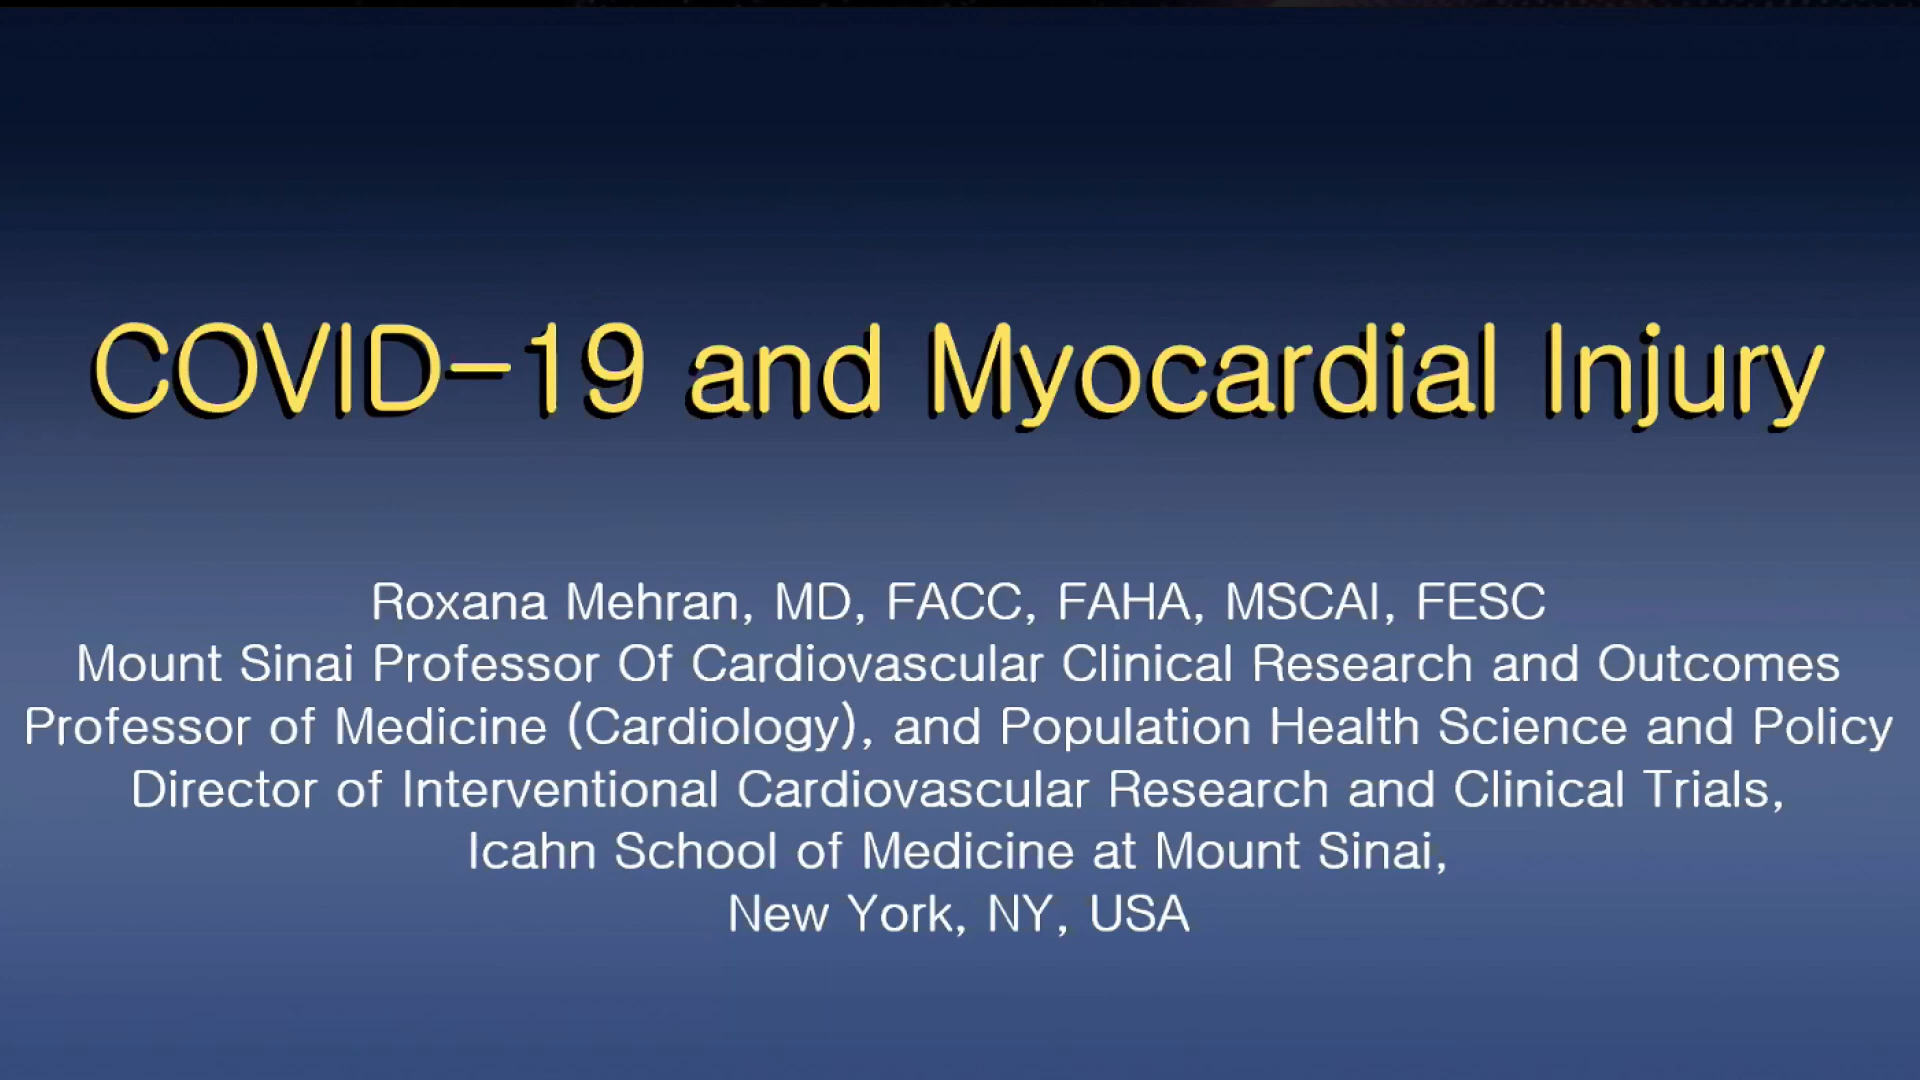 COVID-19 and Myocardial Injury
Roxana Mehran, MD, FACC, FAHA, MSCAI, FESC
Mount Sinai Professor Of Cardiovascular Clinical Research and Outcomes
Professor of Medicine (Cardiology), and Population Health Science and Policy
Director of Interventional Cardiovascular Research and Clinical Trials,
Icahn School of Medicine at Mount Sinai,
New York, NY, USA